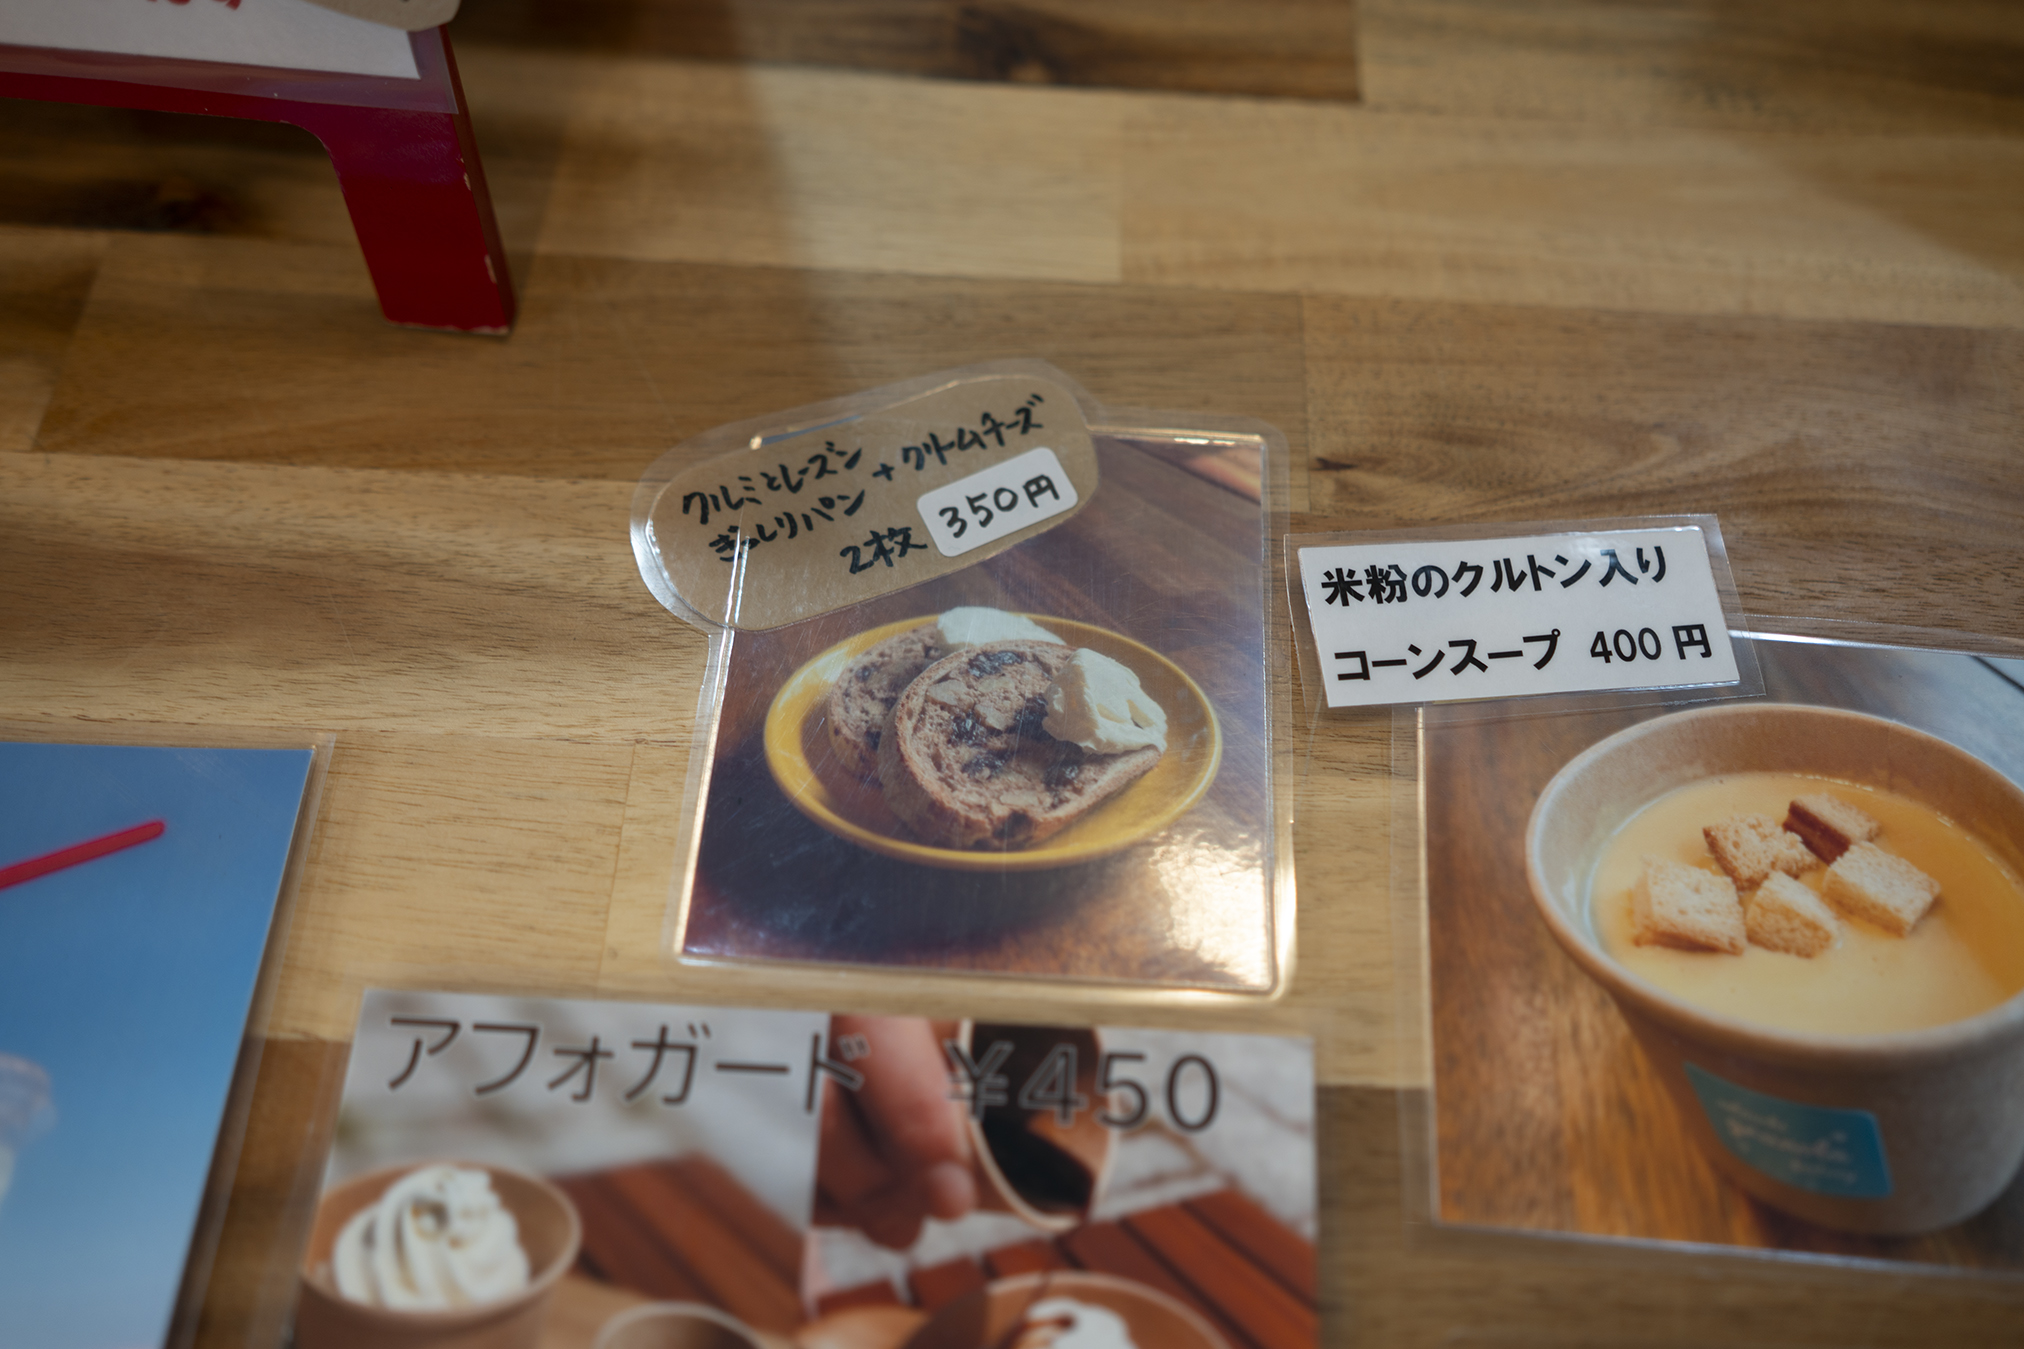 クルミとレーズン
ぎっしりパン
+クリームチーズ
2枚 350円
米粉のクルトン入り
コーンスープ 400円
アフォガード ¥450